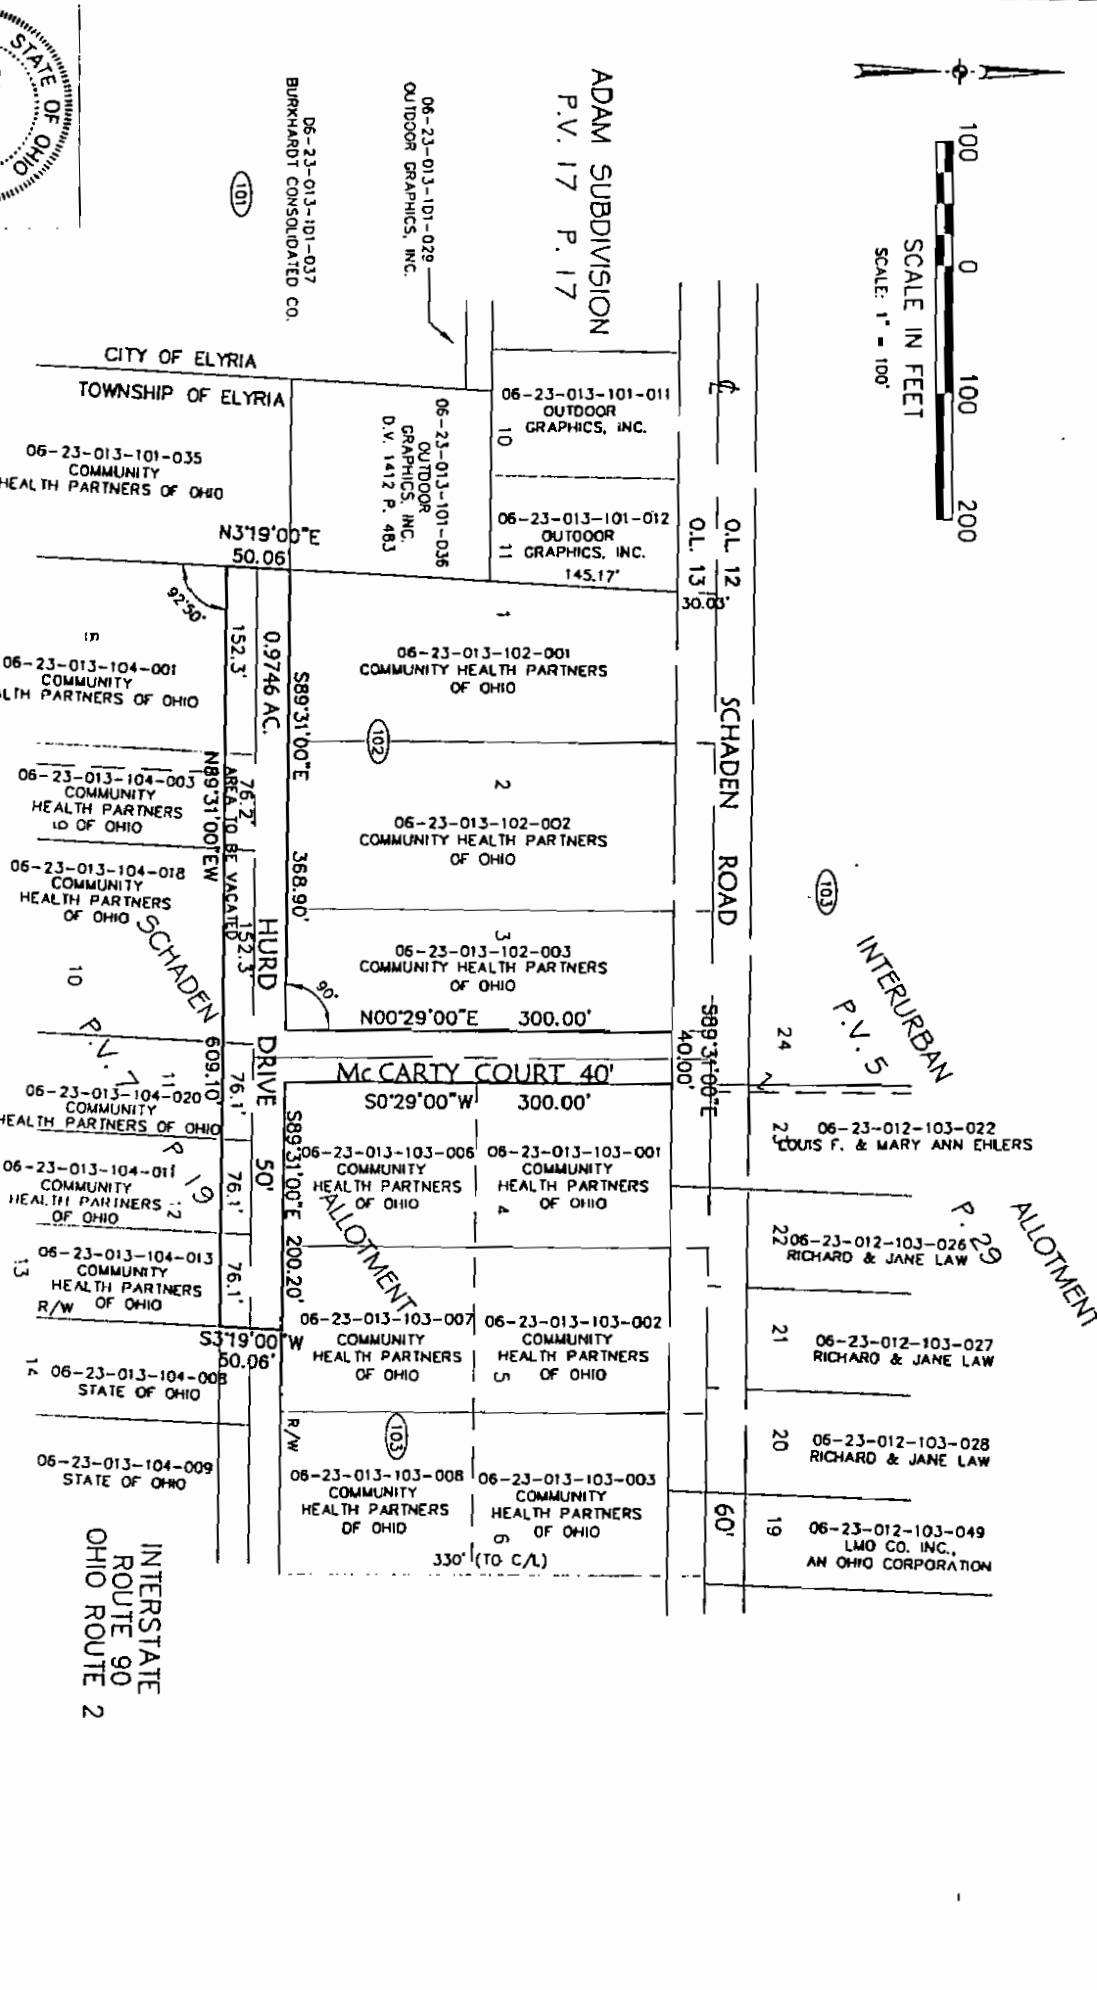 STATE OF OHIO
100 0 100 200
SCALE IN FEET
SCALE: 1" = 100'
ADAM SUBDIVISION
P.V. 17 P. 17
06-23-013-101-029
OUTDOOR GRAPHICS, INC.
06-23-013-101-037
BURKHARDT CONSOLIDATED CO.
101
CITY OF ELYRIA
TOWNSHIP OF ELYRIA
06-23-013-101-035
COMMUNITY
HEALTH PARTNERS OF OHIO
06-23-013-101-036
OUTDOOR
GRAPHICS, INC.
D.V. 1412 P. 483
06-23-013-101-011
OUTDOOR
GRAPHICS, INC.
10
06-23-013-101-012
OUTDOOR
GRAPHICS, INC.
11
145.17'
O.L. 12
O.L. 13
30.03'
N3°19'00"E
50.06
92°50'
152.3'
0.9746 AC.
S89°31'00"E
368.90'
1
06-23-013-102-001
COMMUNITY HEALTH PARTNERS
OF OHIO
102
2
06-23-013-102-002
COMMUNITY HEALTH PARTNERS
OF OHIO
3
06-23-013-102-003
COMMUNITY HEALTH PARTNERS
OF OHIO
SCHADEN ROAD
103
INTERURBAN
P.V. 5
P. 29
ALLOTMENT
06-23-013-104-001
COMMUNITY
ALTH PARTNERS OF OHIO
06-23-013-104-003
COMMUNITY
HEALTH PARTNERS
OF OHIO
N89°31'00"EW
609.10'
76.2'
AREA TO BE VACATED
152.3'
06-23-013-104-018
COMMUNITY
HEALTH PARTNERS
OF OHIO
10
SCHADEN
P.V. 7
P 19
ALLOTMENT
HURD DRIVE 50'
90°
N00°29'00"E 300.00'
McCARTY COURT 40'
S0°29'00"W 300.00'
40.00'
S89°31'00"E
24
11
06-23-013-104-020
COMMUNITY
HEALTH PARTNERS OF OHIO
76.1'
06-23-013-104-011
COMMUNITY
HEALTH PARTNERS
OF OHIO
12
76.1'
06-23-013-104-013
COMMUNITY
HEALTH PARTNERS
OF OHIO
13
R/W
76.1'
S3°19'00"W
50.06'
14
06-23-013-104-008
STATE OF OHIO
06-23-013-104-009
STATE OF OHIO
S89°31'00"E 200.20'
06-23-013-103-006
COMMUNITY
HEALTH PARTNERS
OF OHIO
06-23-013-103-001
COMMUNITY
HEALTH PARTNERS
OF OHIO
4
06-23-013-103-007
COMMUNITY
HEALTH PARTNERS
OF OHIO
06-23-013-103-002
COMMUNITY
HEALTH PARTNERS
OF OHIO
5
R/W
103
06-23-013-103-008
COMMUNITY
HEALTH PARTNERS
OF OHIO
06-23-013-103-003
COMMUNITY
HEALTH PARTNERS
OF OHIO
6
330' (TO C/L)
06-23-012-103-022
LOUIS F. & MARY ANN EHLERS
22
06-23-012-103-026
RICHARD & JANE LAW
21
06-23-012-103-027
RICHARD & JANE LAW
20
06-23-012-103-028
RICHARD & JANE LAW
60'
19
06-23-012-103-049
LMO CO. INC.,
AN OHIO CORPORATION
INTERSTATE
ROUTE 90
OHIO ROUTE 2